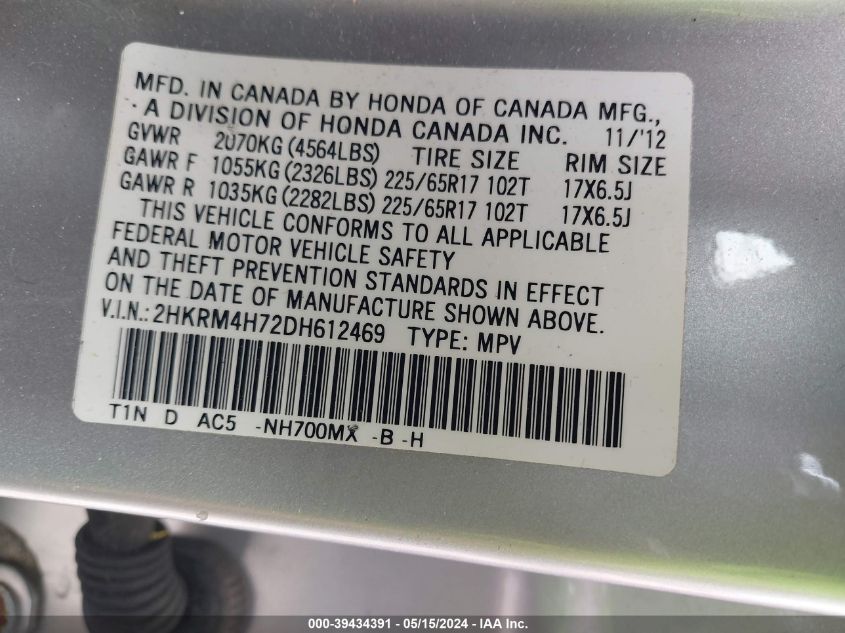 MFD. IN CANADA BY HONDA OF CANADA MFG.,
A DIVISION OF HONDA CANADA INC. 11/'12
GVWR 2070KG (4564LBS) TIRE SIZE RIM SIZE
GAWR F 1055KG (2326LBS) 225/65R17 102T 17X6.5J
GAWR R 1035KG (2282LBS) 225/65R17 102T 17X6.5J
THIS VEHICLE CONFORMS TO ALL APPLICABLE
FEDERAL MOTOR VEHICLE SAFETY
AND THEFT PREVENTION STANDARDS IN EFFECT
ON THE DATE OF MANUFACTURE SHOWN ABOVE.
V.I.N.: 2HKRM4H72DH612469 TYPE: MPV
T1N D AC5 -NH700MX -B -H
000-39434391 — 05/15/2024 — IAA Inc.